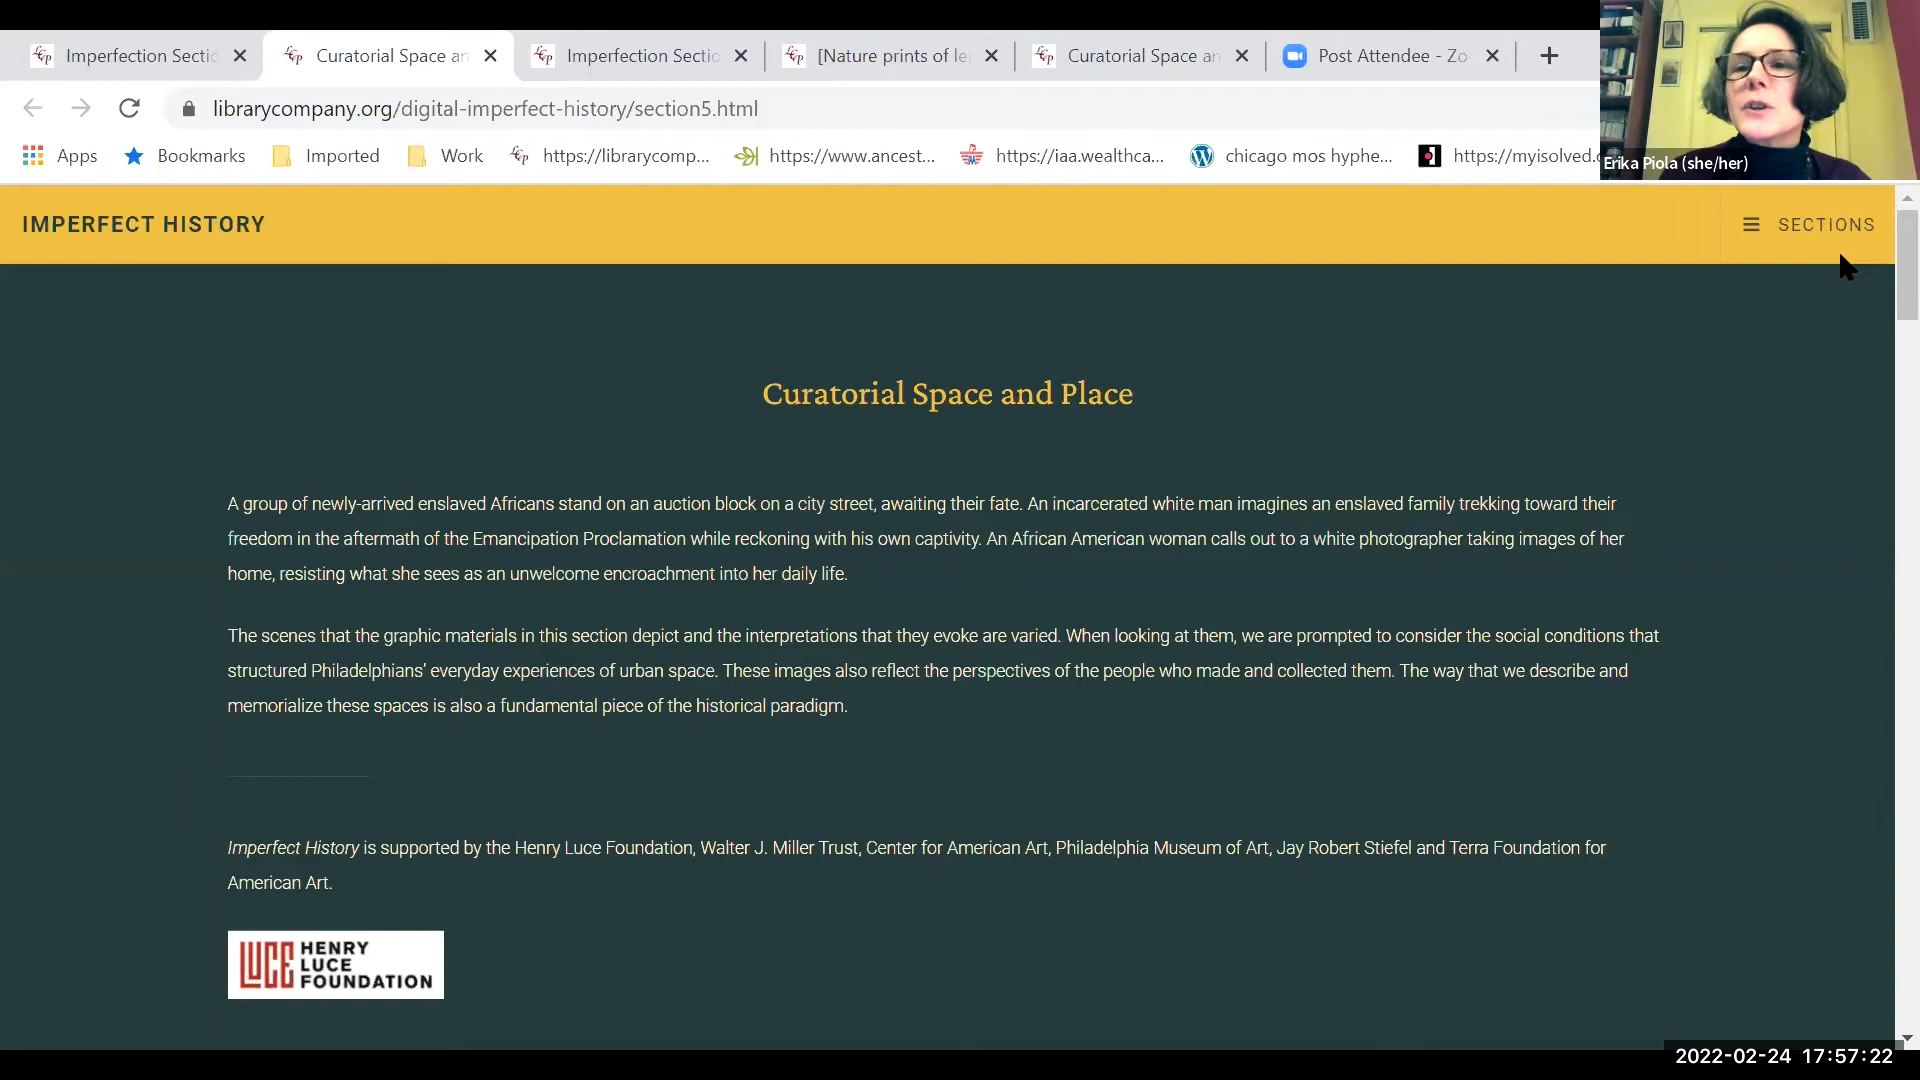 Imperfection Sectio
Curatorial Space an
Imperfection Sectio
[Nature prints of le
Curatorial Space an
Post Attendee - Zo
librarycompany.org/digital-imperfect-history/section5.html
Apps
Bookmarks
Imported
Work
https://librarycomp...
https://www.ancest...
https://iaa.wealthca...
chicago mos hyphe...
https://myisolved.c
Erika Piola (she/her)
IMPERFECT HISTORY
SECTIONS
Curatorial Space and Place
A group of newly-arrived enslaved Africans stand on an auction block on a city street, awaiting their fate. An incarcerated white man imagines an enslaved family trekking toward their
freedom in the aftermath of the Emancipation Proclamation while reckoning with his own captivity. An African American woman calls out to a white photographer taking images of her
home, resisting what she sees as an unwelcome encroachment into her daily life.
The scenes that the graphic materials in this section depict and the interpretations that they evoke are varied. When looking at them, we are prompted to consider the social conditions that
structured Philadelphians’ everyday experiences of urban space. These images also reflect the perspectives of the people who made and collected them. The way that we describe and
memorialize these spaces is also a fundamental piece of the historical paradigm.
Imperfect History is supported by the Henry Luce Foundation, Walter J. Miller Trust, Center for American Art, Philadelphia Museum of Art, Jay Robert Stiefel and Terra Foundation for
American Art.
LUCE HENRY
LUCE
FOUNDATION
2022-02-24 17:57:22